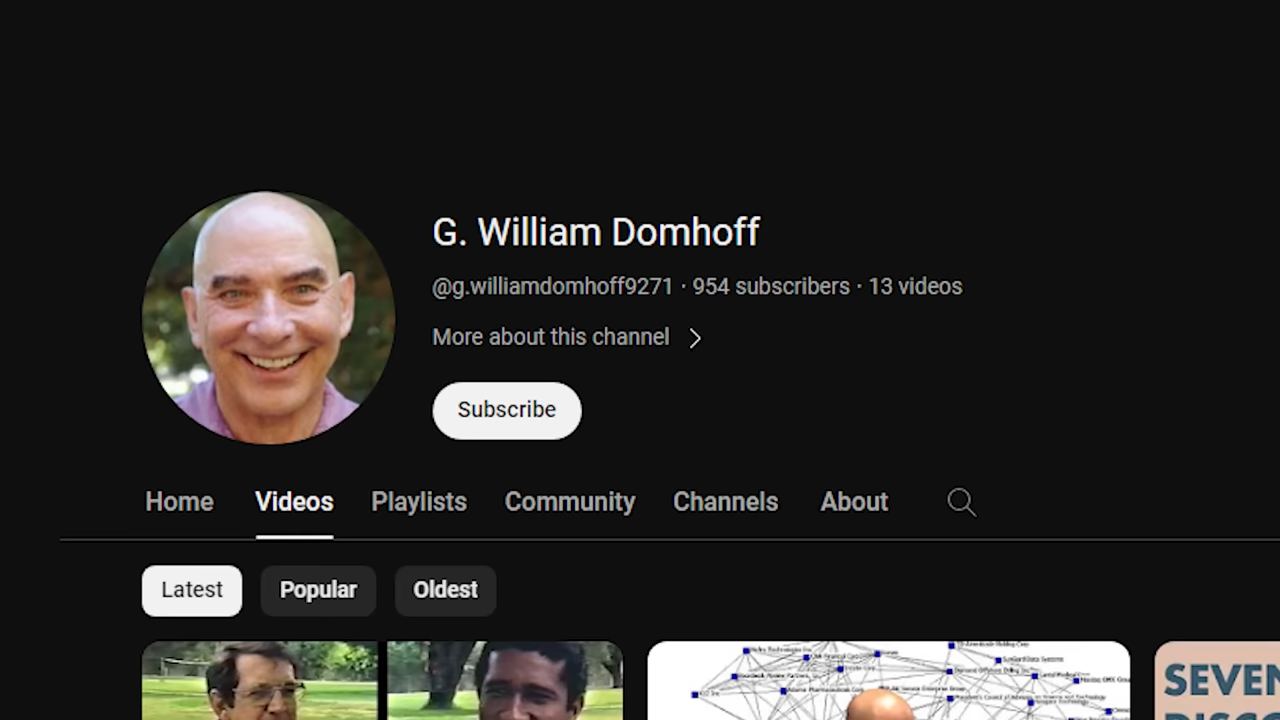 G. William Domhoff
@g.williamdomhoff9271 · 954 subscribers · 13 videos
More about this channel
Subscribe
Home Videos Playlists Community Channels About
Latest Popular Oldest
SEVEN